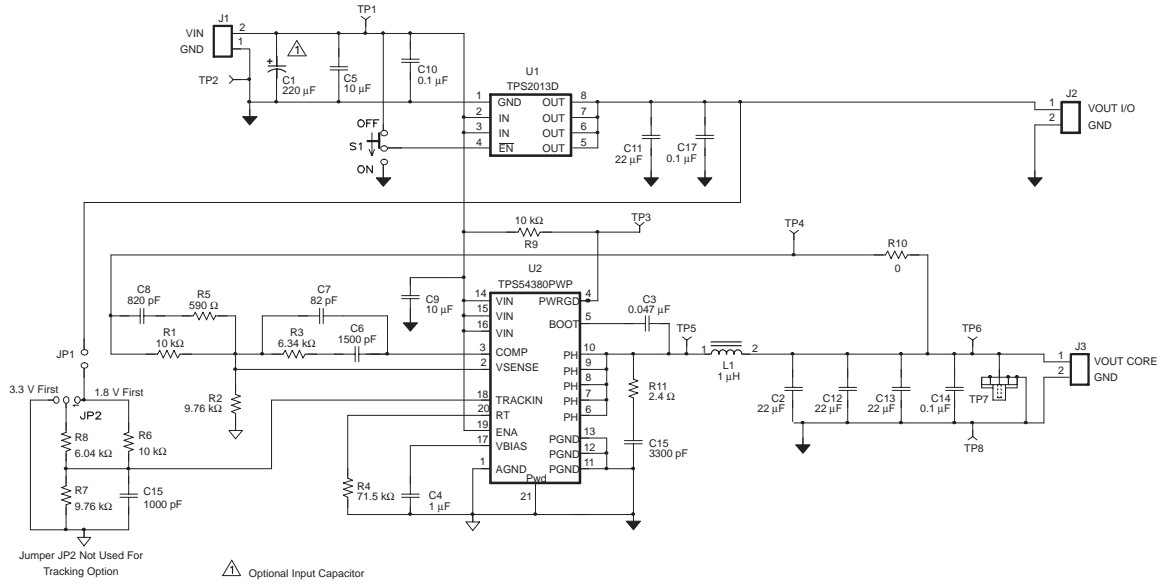 J1
VIN 2
GND 1
TP2
TP1
1
C1
220 µF
C5
10 µF
C10
0.1 µF
U1
TPS2013D
1 GND OUT 8
2 IN OUT 7
3 IN OUT 6
4 EN OUT 5
OFF
S1
ON
C11
22 µF
C17
0.1 µF
J2
1 VOUT I/O
2 GND
10 kΩ
R9
TP3
TP4
R10
0
U2
TPS54380PWP
14 VIN PWRGD 4
15 VIN BOOT 5
16 VIN
3 COMP PH 10
2 VSENSE PH 9
PH 8
18 TRACKIN PH 7
20 RT PH 6
19 ENA PGND 13
17 VBIAS PGND 12
1 AGND PGND 11
Pwd
21
C8
820 pF
R5
590 Ω
R1
10 kΩ
C7
82 pF
R3
6.34 kΩ
C6
1500 pF
C9
10 µF
R2
9.76 kΩ
C3
0.047 µF
TP5
1 2
L1
1 µH
R11
2.4 Ω
C15
3300 pF
C2
22 µF
C12
22 µF
C13
22 µF
C14
0.1 µF
TP6
TP7
TP8
J3
1 VOUT CORE
2 GND
JP1
3.3 V First 1.8 V First
JP2
R8
6.04 kΩ
R6
10 kΩ
R7
9.76 kΩ
C15
1000 pF
R4
71.5 kΩ
C4
1 µF
Jumper JP2 Not Used For
Tracking Option
1 Optional Input Capacitor